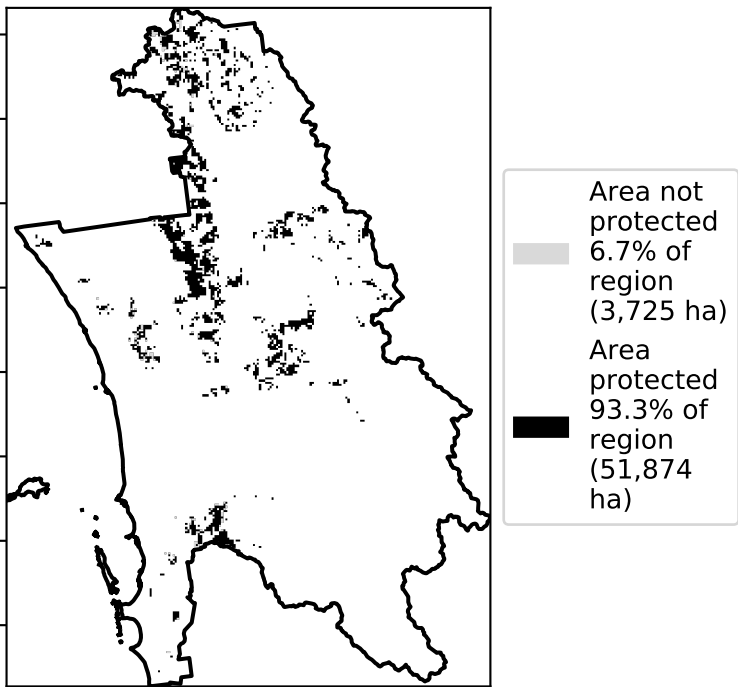 Area not
protected
6.7% of
region
(3,725 ha)
Area
protected
93.3% of
region
(51,874
ha)